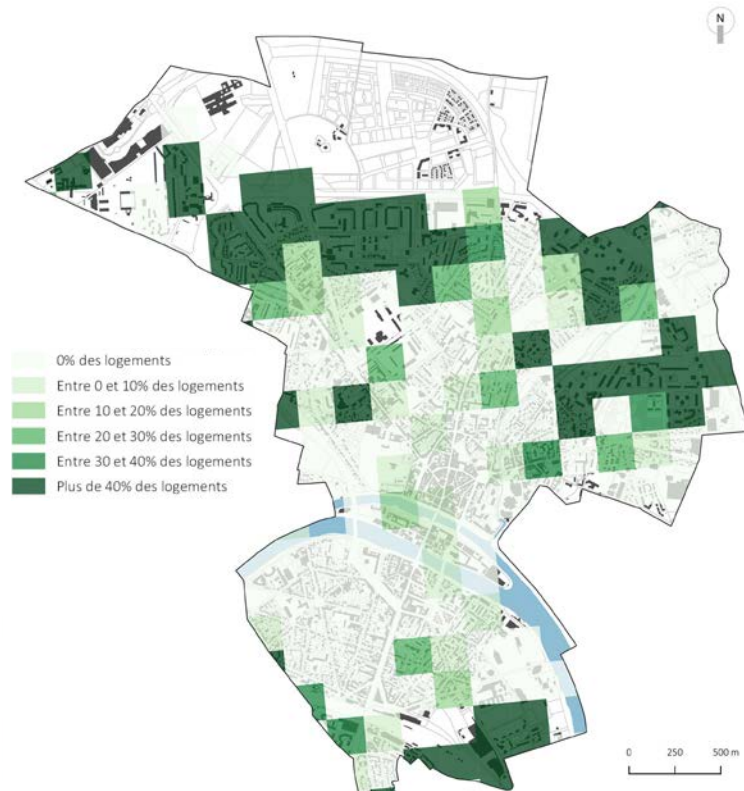 N
0% des logements
Entre 0 et 10% des logements
Entre 10 et 20% des logements
Entre 20 et 30% des logements
Entre 30 et 40% des logements
Plus de 40% des logements
0 250 500 m